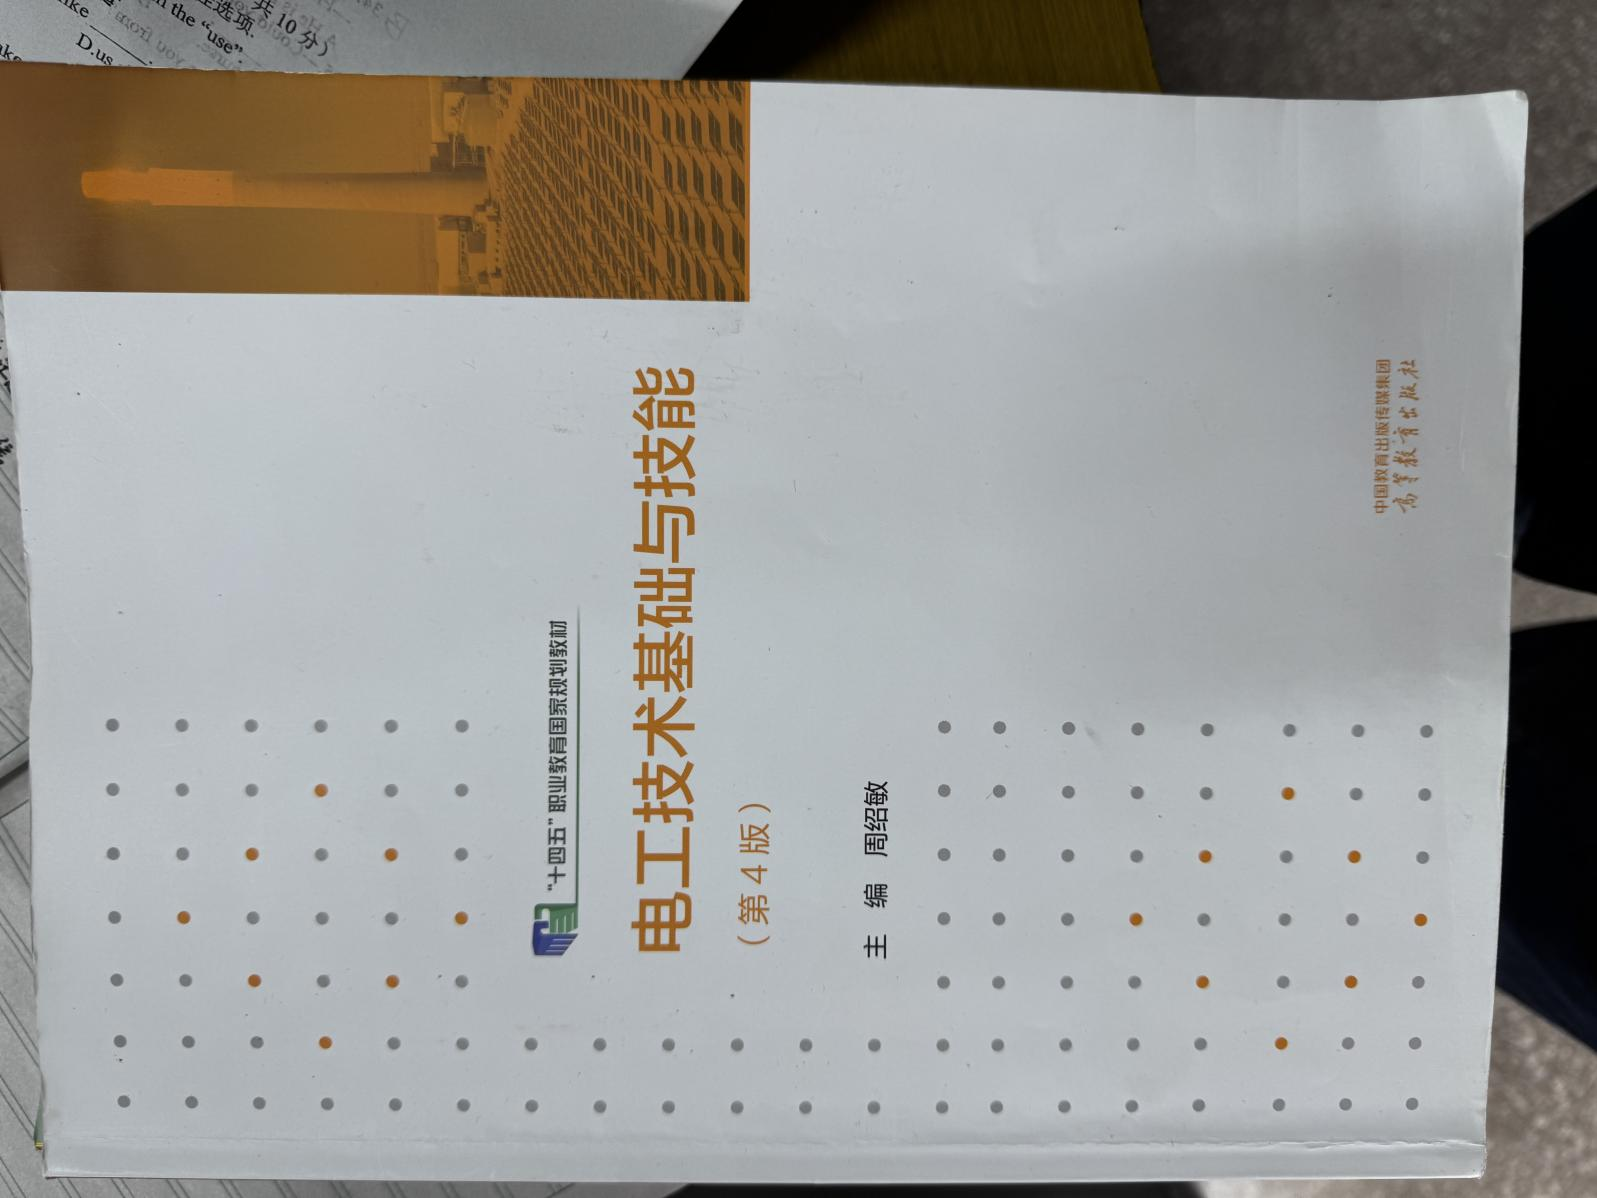 “十四五”职业教育国家规划教材
电工技术基础与技能
（第4版）
主 编 周绍敏
中国教育出版传媒集团
高等教育出版社
共10分）
选项.
the “use”.
D.us